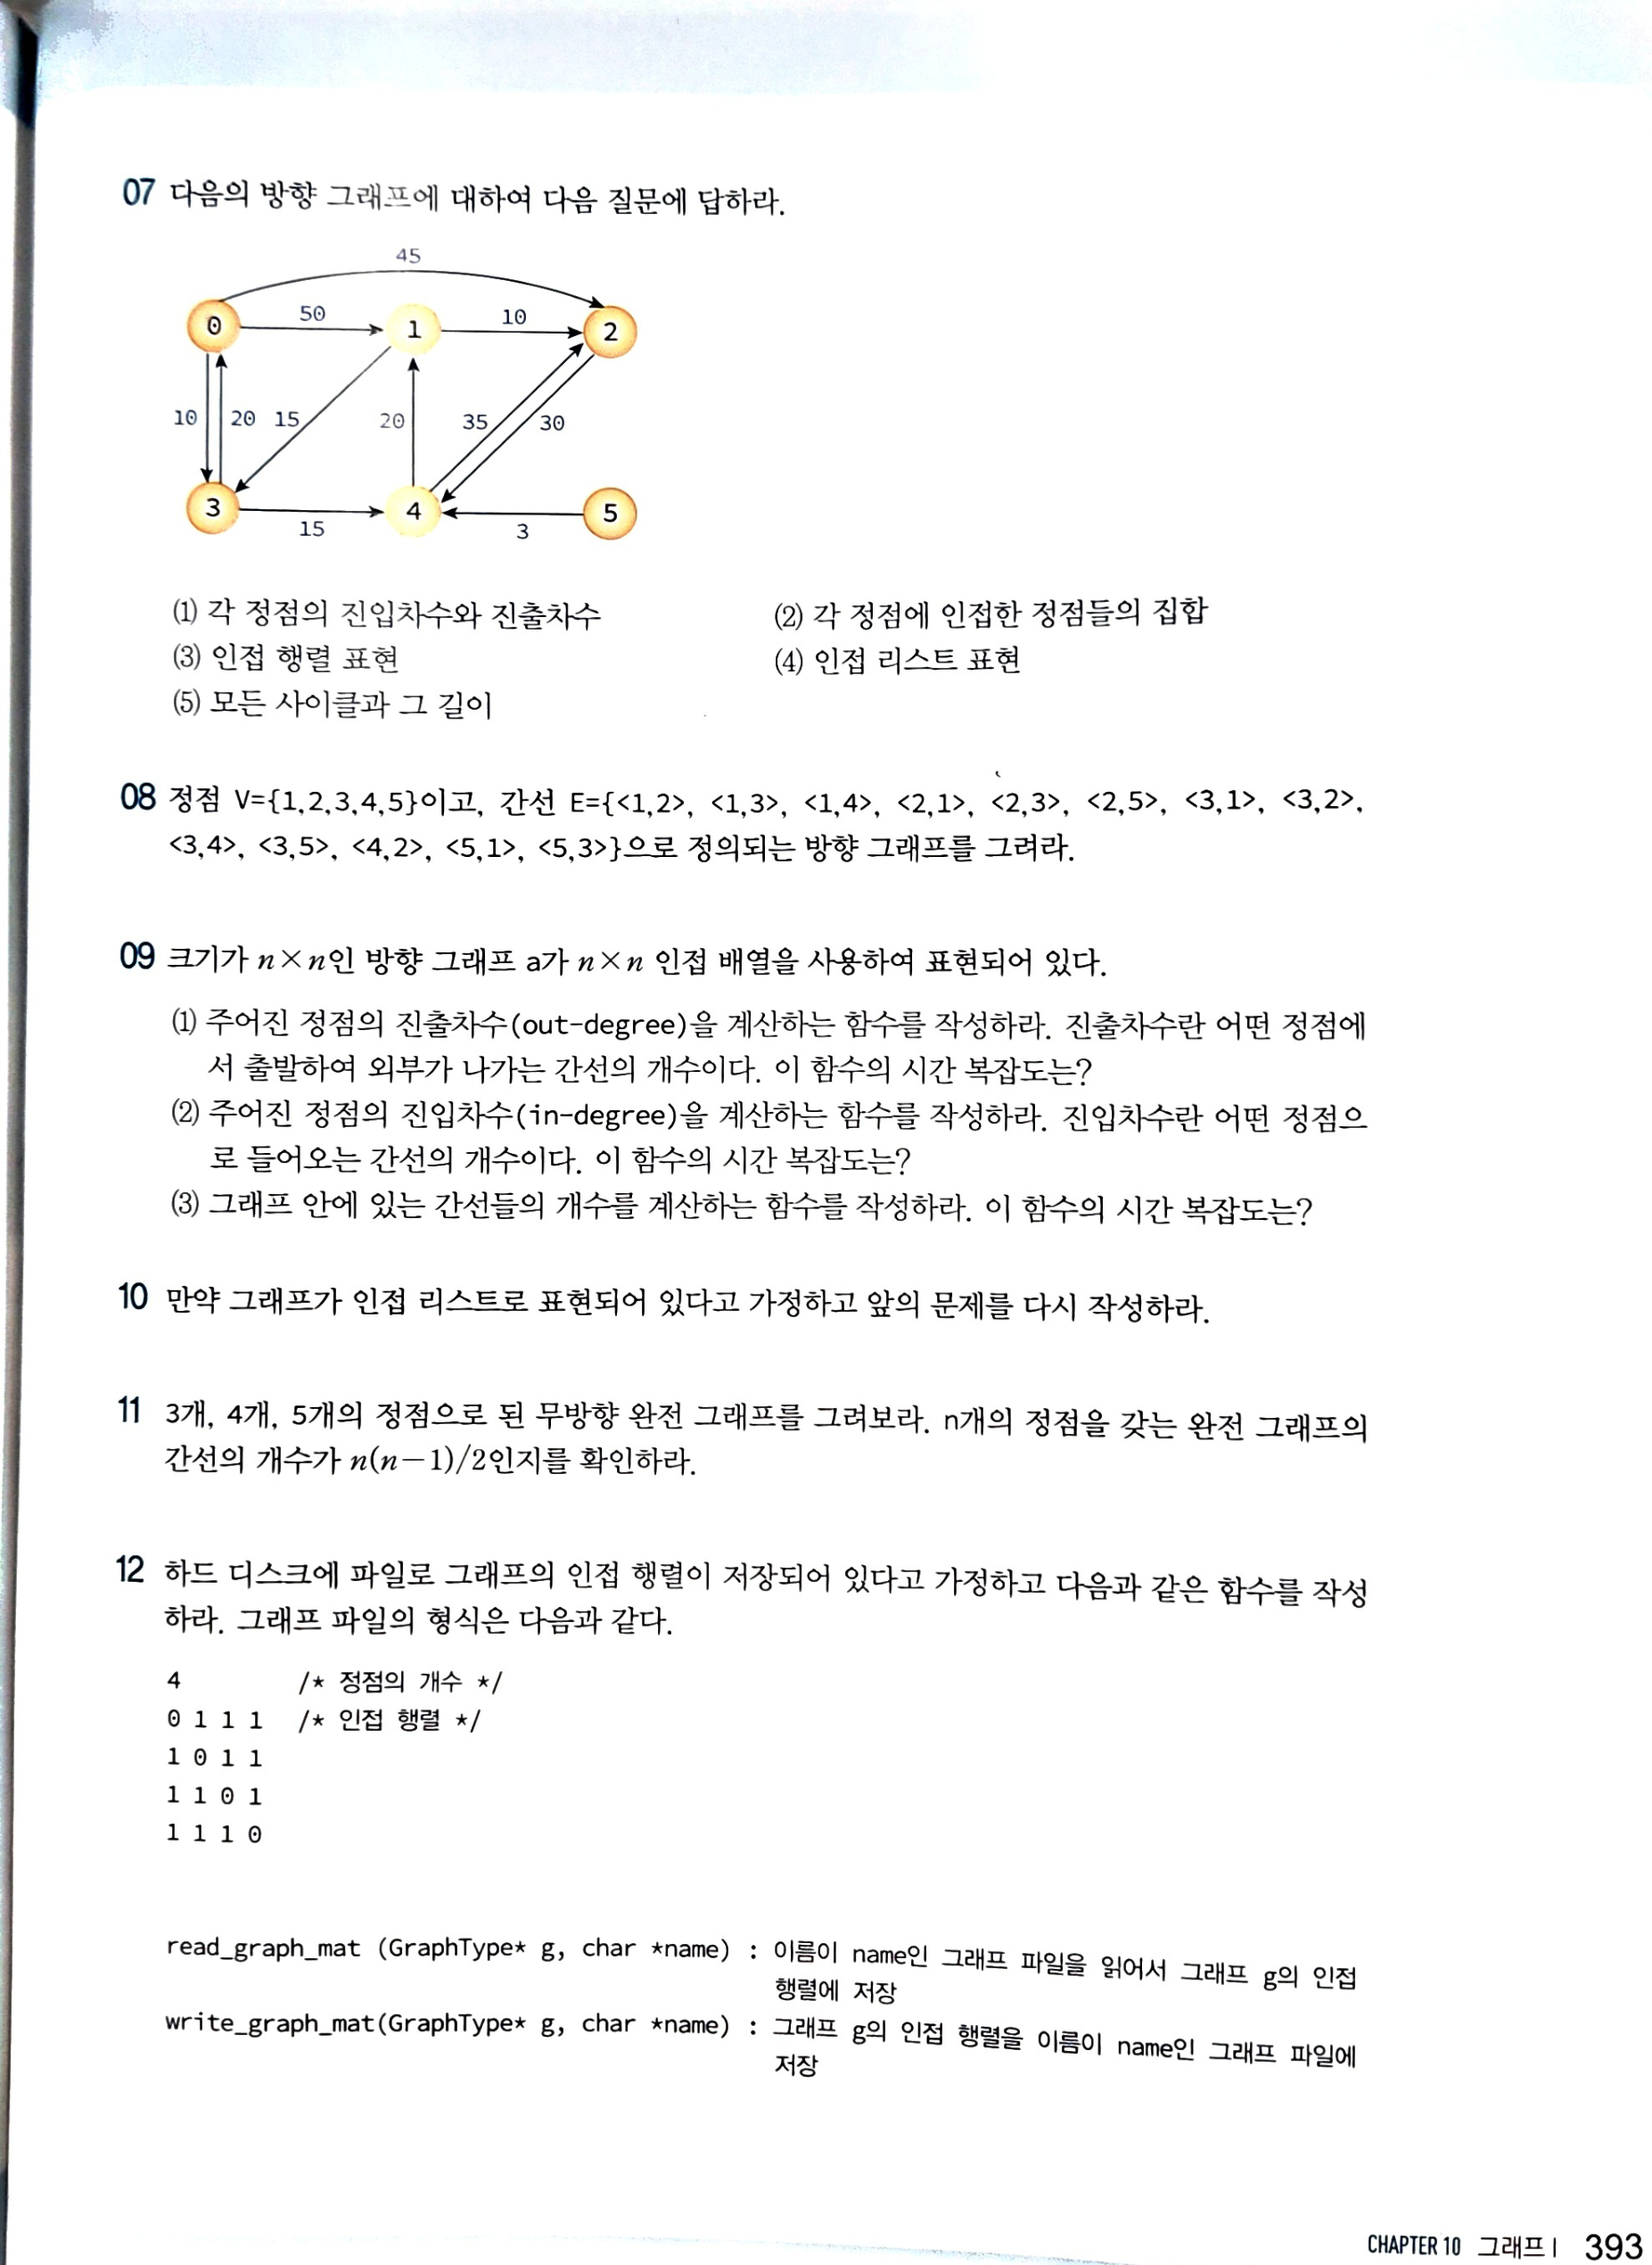 07 다음의 방향 그래프에 대하여 다음 질문에 답하라.
45
0 50 1 10 2
10 20 15 20 35 30
3 4 5
15 3
(1) 각 정점의 진입차수와 진출차수
(2) 각 정점에 인접한 정점들의 집합
(3) 인접 행렬 표현
(4) 인접 리스트 표현
(5) 모든 사이클과 그 길이
08 정점 V={1,2,3,4,5}이고, 간선 E={<1,2>, <1,3>, <1,4>, <2,1>, <2,3>, <2,5>, <3,1>, <3,2>,
<3,4>, <3,5>, <4,2>, <5,1>, <5,3>}으로 정의되는 방향 그래프를 그려라.
09 크기가 n×n인 방향 그래프 a가 n×n 인접 배열을 사용하여 표현되어 있다.
(1) 주어진 정점의 진출차수(out-degree)을 계산하는 함수를 작성하라. 진출차수란 어떤 정점에
서 출발하여 외부가 나가는 간선의 개수이다. 이 함수의 시간 복잡도는?
(2) 주어진 정점의 진입차수(in-degree)을 계산하는 함수를 작성하라. 진입차수란 어떤 정점으
로 들어오는 간선의 개수이다. 이 함수의 시간 복잡도는?
(3) 그래프 안에 있는 간선들의 개수를 계산하는 함수를 작성하라. 이 함수의 시간 복잡도는?
10 만약 그래프가 인접 리스트로 표현되어 있다고 가정하고 앞의 문제를 다시 작성하라.
11 3개, 4개, 5개의 정점으로 된 무방향 완전 그래프를 그려보라. n개의 정점을 갖는 완전 그래프의
간선의 개수가 n(n-1)/2인지를 확인하라.
12 하드 디스크에 파일로 그래프의 인접 행렬이 저장되어 있다고 가정하고 다음과 같은 함수를 작성
하라. 그래프 파일의 형식은 다음과 같다.
4 /* 정점의 개수 */
0 1 1 1 /* 인접 행렬 */
1 0 1 1
1 1 0 1
1 1 1 0
read_graph_mat (GraphType* g, char *name) : 이름이 name인 그래프 파일을 읽어서 그래프 g의 인접
행렬에 저장
write_graph_mat(GraphType* g, char *name) : 그래프 g의 인접 행렬을 이름이 name인 그래프 파일에
저장
CHAPTER 10 그래프 I 393